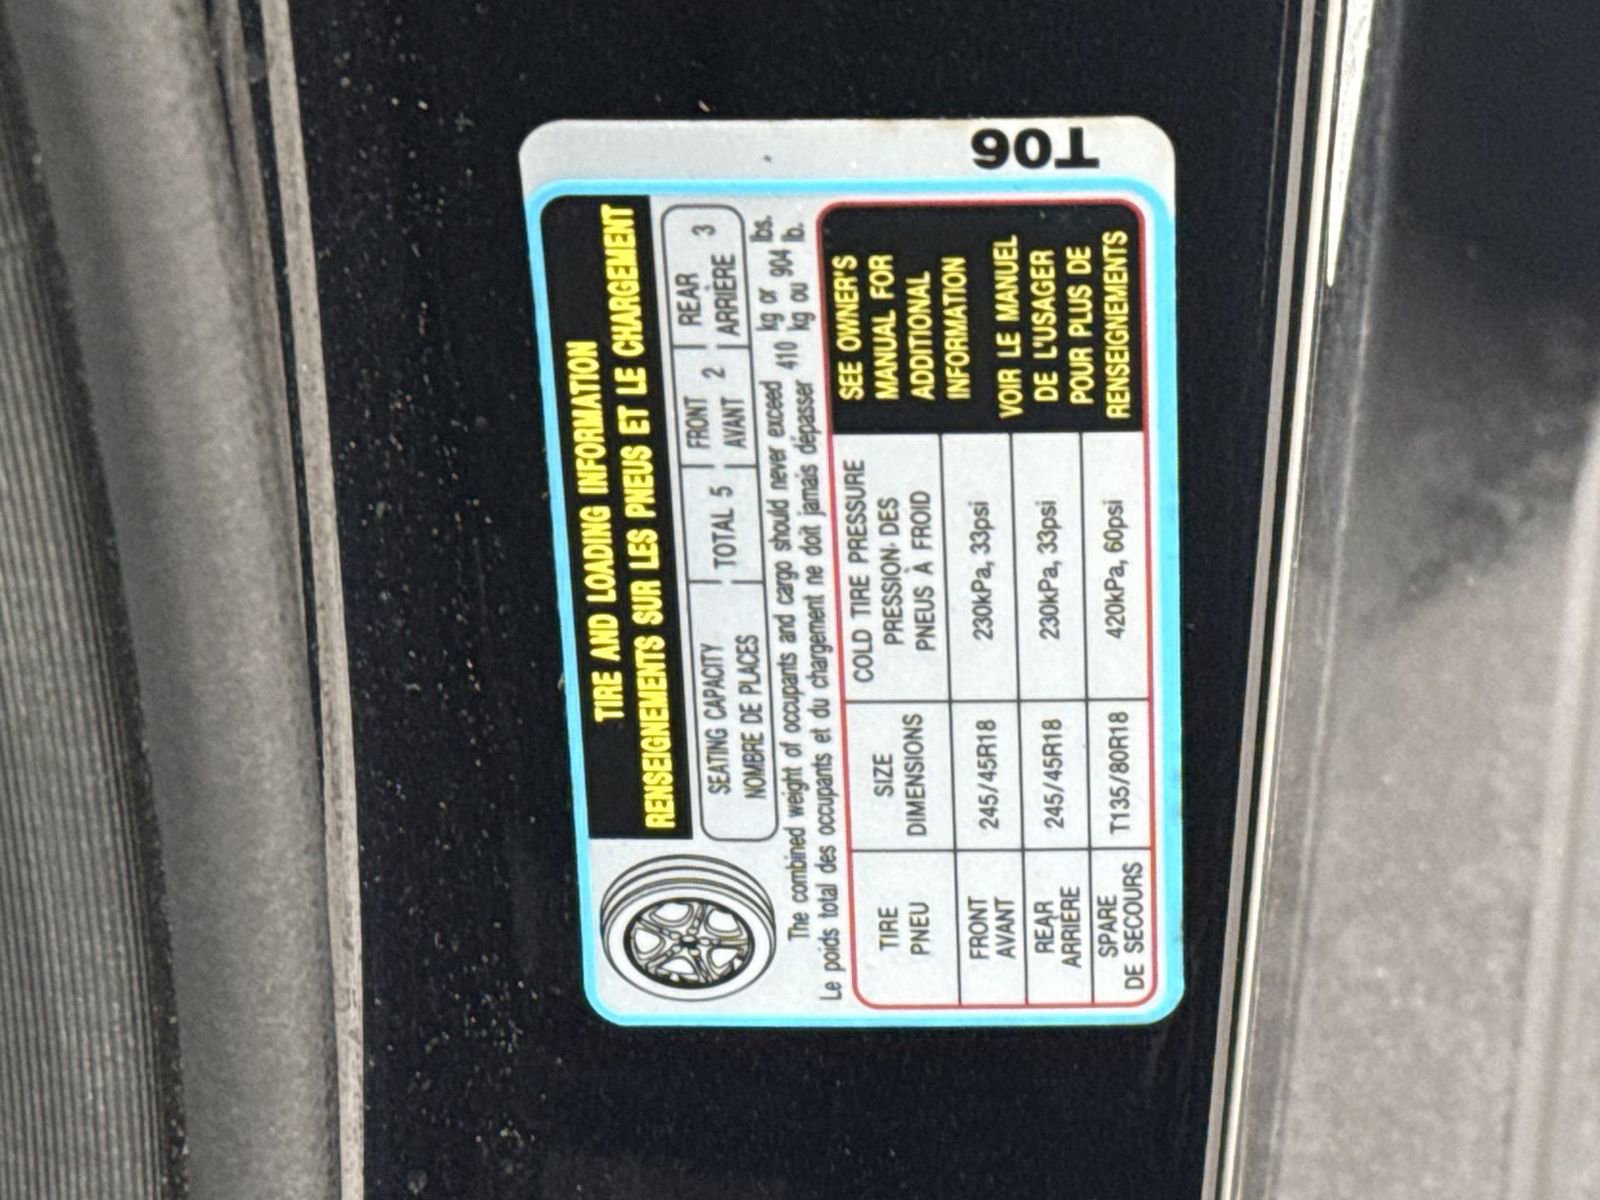 T06
TIRE AND LOADING INFORMATION
RENSEIGNEMENTS SUR LES PNEUS ET LE CHARGEMENT
SEATING CAPACITY
NOMBRE DE PLACES
TOTAL 5
FRONT
AVANT 2
REAR
ARRIÈRE 3
The combined weight of occupants and cargo should never exceed 410 kg or 904 lbs.
Le poids total des occupants et du chargement ne doit jamais dépasser 410 kg ou 904 lb.
TIRE
PNEU
SIZE
DIMENSIONS
COLD TIRE PRESSURE
PRESSION DES
PNEUS À FROID
FRONT
AVANT
245/45R18
230kPa, 33psi
REAR
ARRIÈRE
245/45R18
230kPa, 33psi
SPARE
DE SECOURS
T135/80R18
420kPa, 60psi
SEE OWNER'S
MANUAL FOR
ADDITIONAL
INFORMATION
VOIR LE MANUEL
DE L'USAGER
POUR PLUS DE
RENSEIGNEMENTS